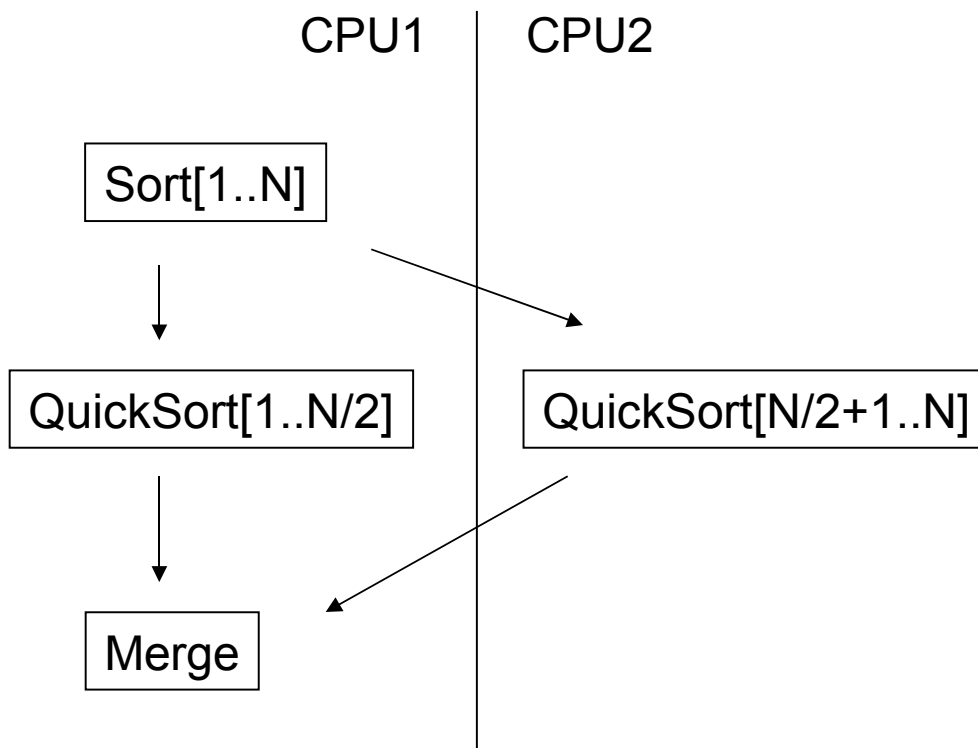 CPU1
CPU2
Sort[1..N]
QuickSort[1..N/2]
QuickSort[N/2+1..N]
Merge